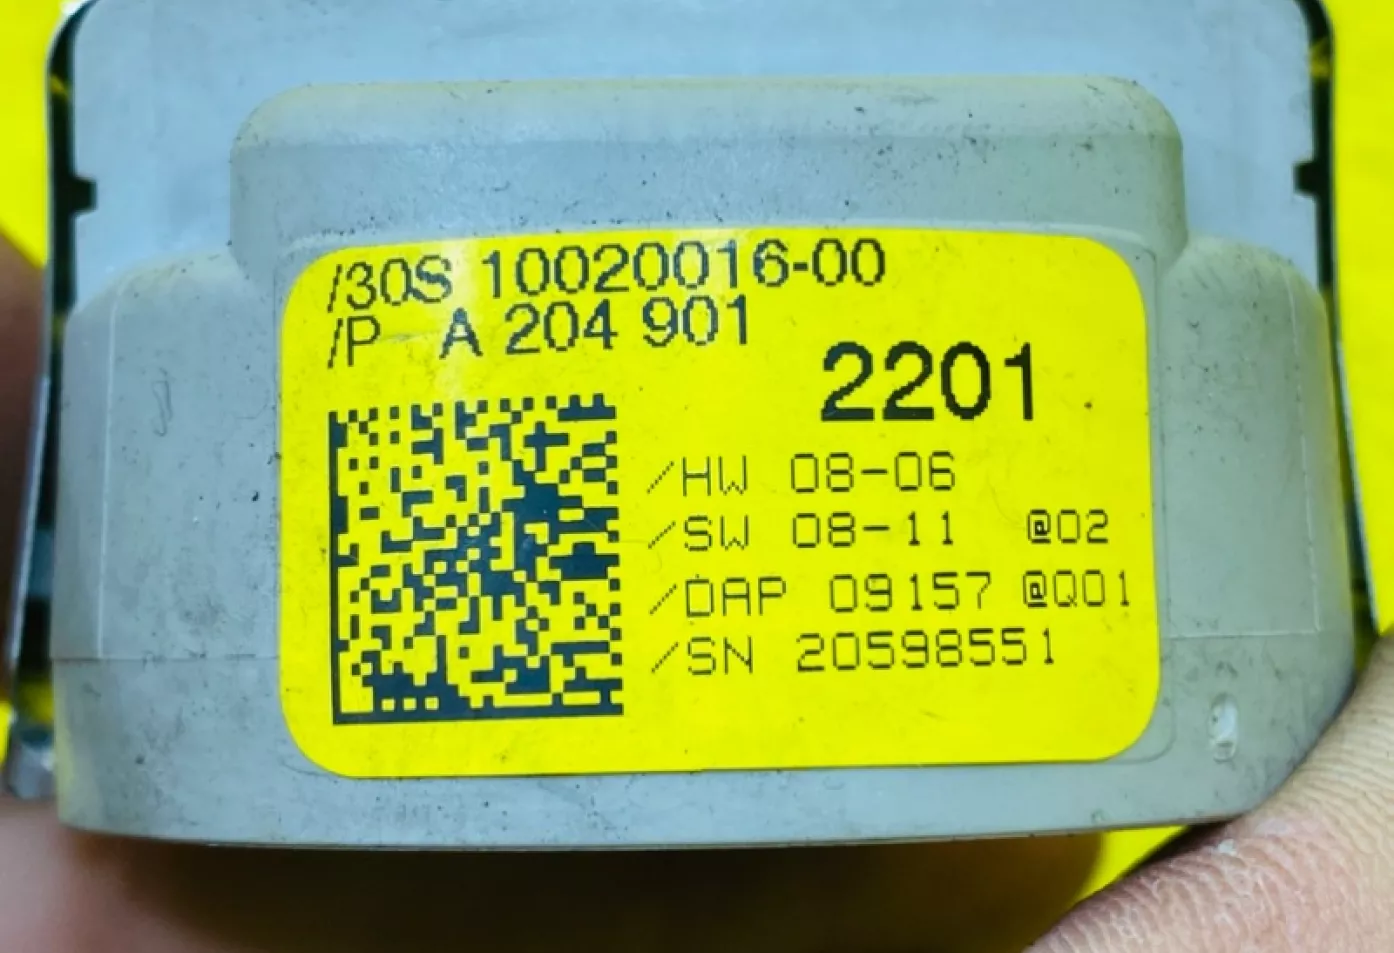 /30S 10020016-00
/P A 204 901
2201
/HW 08-06
/SW 08-11 @02
/DAP 09157 @Q01
/SN 20598551